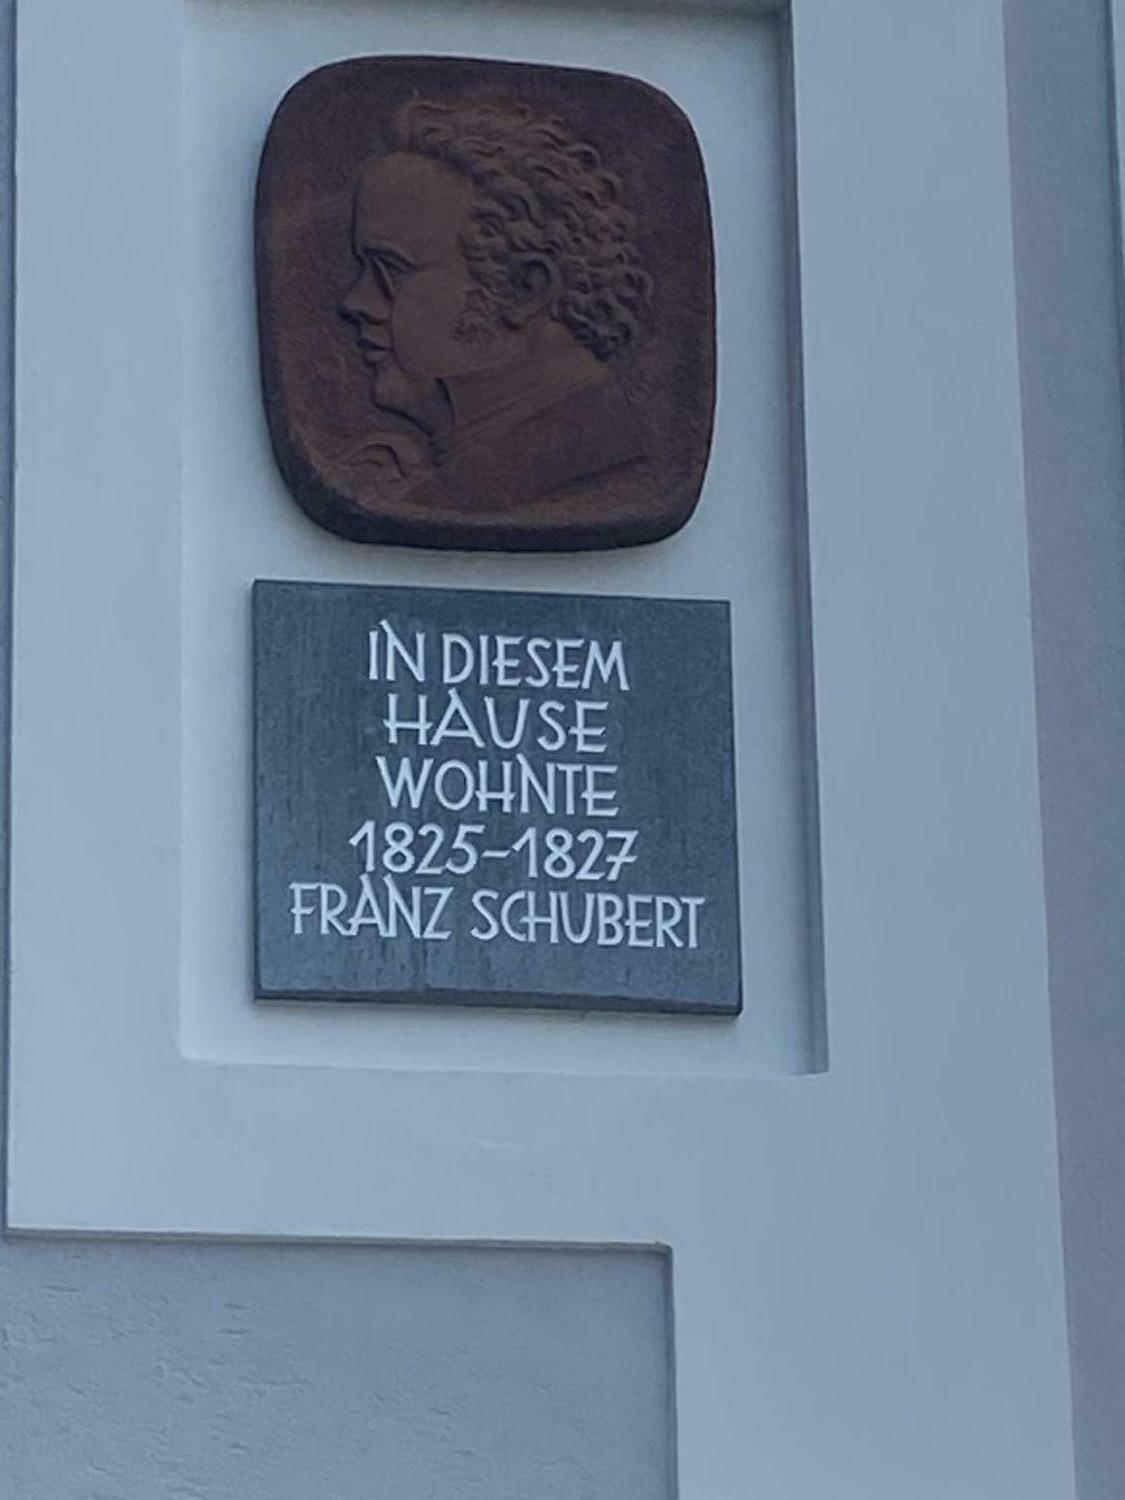 IN DIESEM
HAUSE
WOHNTE
1825-1827
FRANZ SCHUBERT